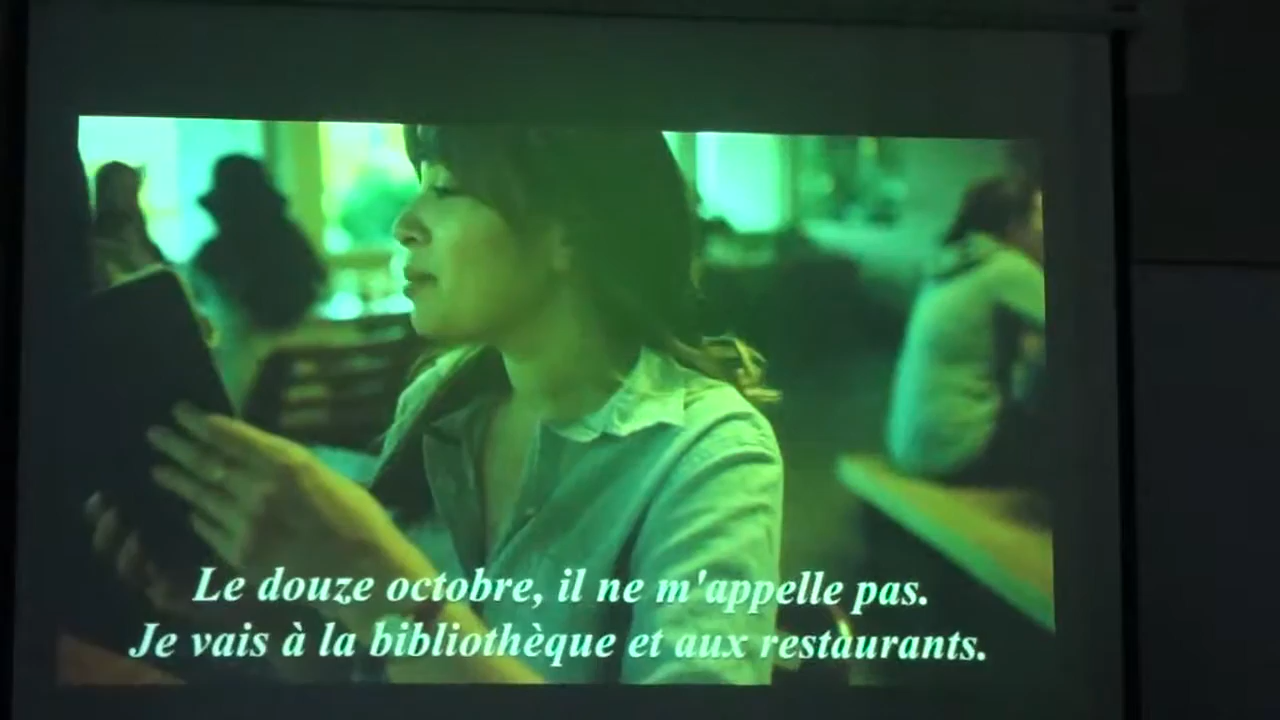 Le douze octobre, il ne m'appelle pas.
Je vais à la bibliothèque et aux restaurants.